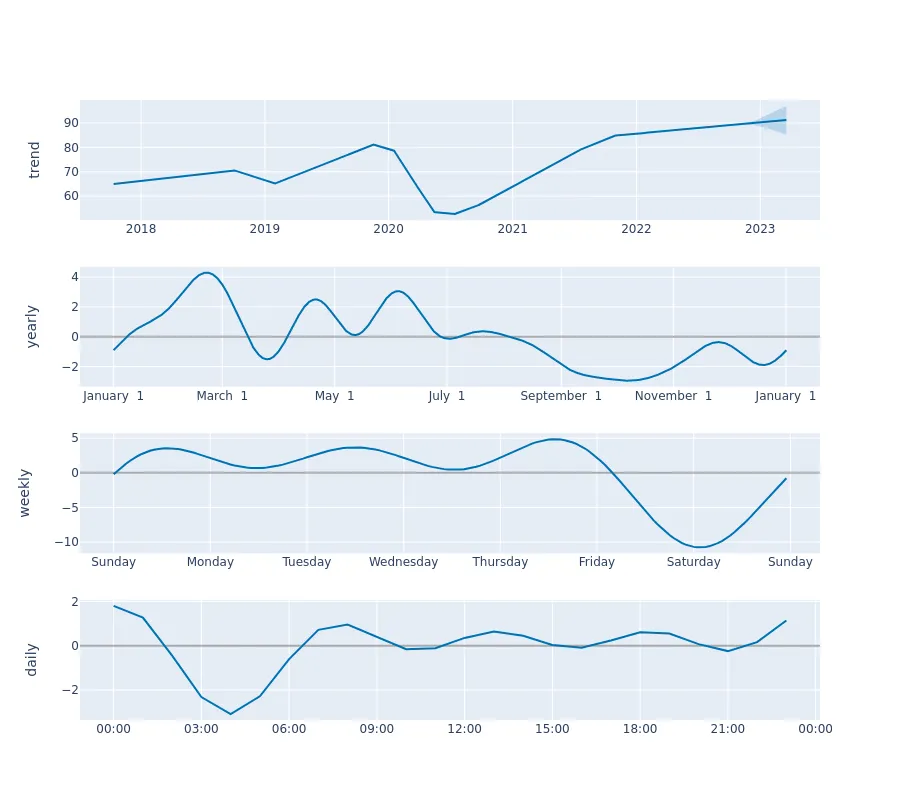 trend
90
80
70
60
2018 2019 2020 2021 2022 2023
yearly
4
2
0
−2
January 1 March 1 May 1 July 1 September 1 November 1 January 1
weekly
5
0
−5
−10
Sunday Monday Tuesday Wednesday Thursday Friday Saturday Sunday
daily
2
0
−2
00:00 03:00 06:00 09:00 12:00 15:00 18:00 21:00 00:00